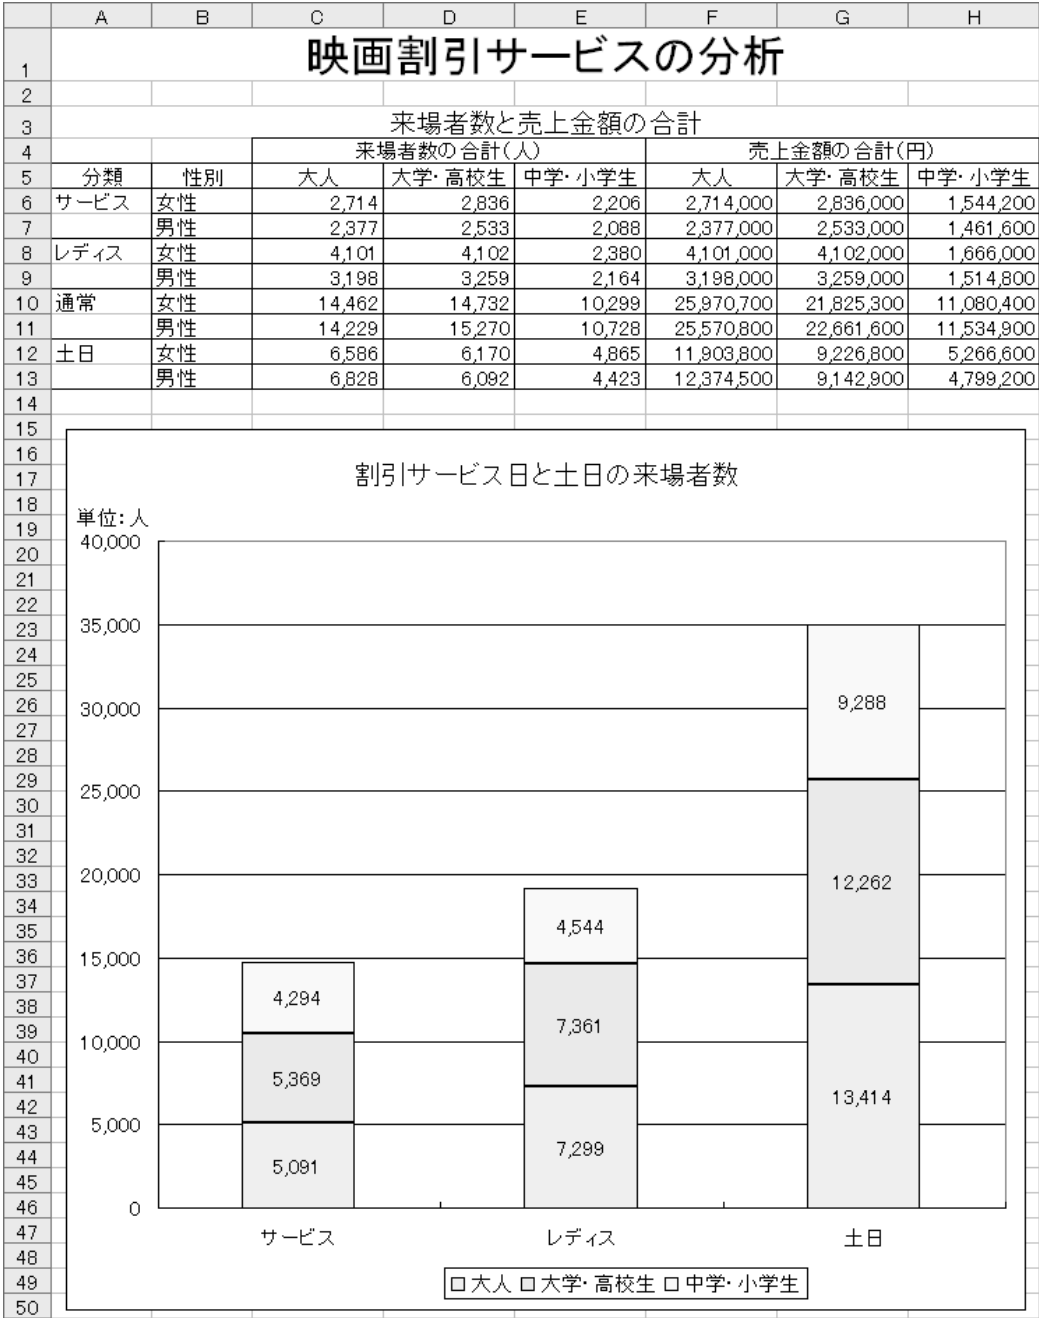 A B C D E F G H
1 映画割引サービスの分析
2
3 来場者数と売上金額の合計
4 来場者数の合計(人) 売上金額の合計(円)
5 分類 性別 大人 大学・高校生 中学・小学生 大人 大学・高校生 中学・小学生
6 サービス 女性 2,714 2,836 2,206 2,714,000 2,836,000 1,544,200
7 男性 2,377 2,533 2,088 2,377,000 2,533,000 1,461,600
8 レディス 女性 4,101 4,102 2,380 4,101,000 4,102,000 1,666,000
9 男性 3,198 3,259 2,164 3,198,000 3,259,000 1,514,800
10 通常 女性 14,462 14,732 10,299 25,970,700 21,825,300 11,080,400
11 男性 14,229 15,270 10,728 25,570,800 22,661,600 11,534,900
12 土日 女性 6,586 6,170 4,865 11,903,800 9,226,800 5,266,600
13 男性 6,828 6,092 4,423 12,374,500 9,142,900 4,799,200
14
15
16
17 割引サービス日と土日の来場者数
18
19 単位:人
20 40,000
21
22
23 35,000
24
25
26 30,000 9,288
27
28
29 25,000
30
31
32
33 20,000 12,262
34
35 4,544
36 15,000
37
38 4,294
39 7,361
40 10,000
41 5,369
42 13,414
43 5,000
44 7,299
45 5,091
46 0
47 サービス レディス 土日
48
49 大人 大学・高校生 中学・小学生
50